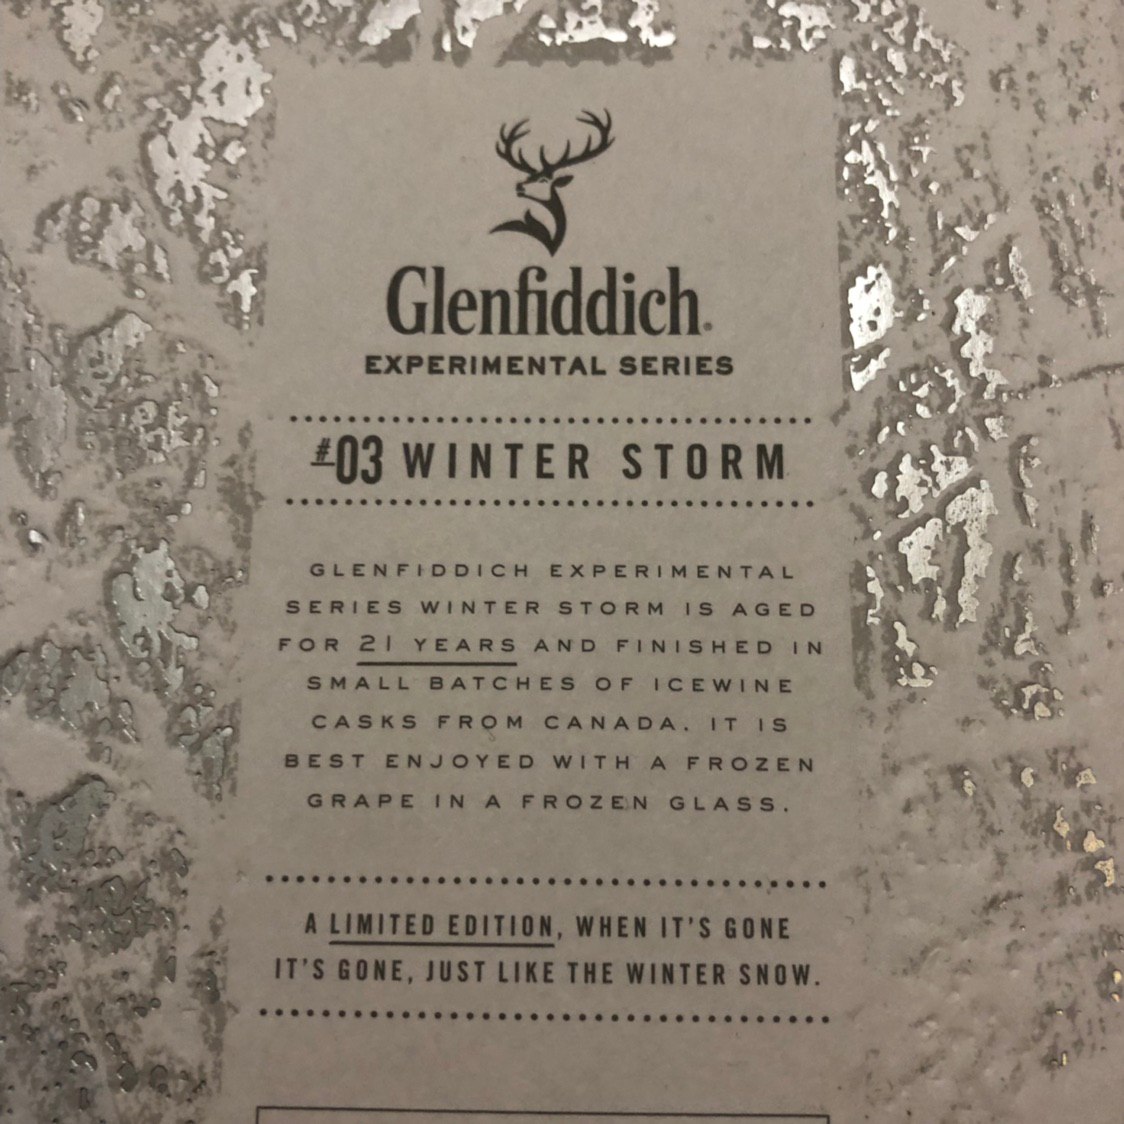 Glenfiddich
EXPERIMENTAL SERIES
#03 WINTER STORM
GLENFIDDICH EXPERIMENTAL
SERIES WINTER STORM IS AGED
FOR 21 YEARS AND FINISHED IN
SMALL BATCHES OF ICEWINE
CASKS FROM CANADA. IT IS
BEST ENJOYED WITH A FROZEN
GRAPE IN A FROZEN GLASS.
A LIMITED EDITION, WHEN IT'S GONE
IT'S GONE, JUST LIKE THE WINTER SNOW.